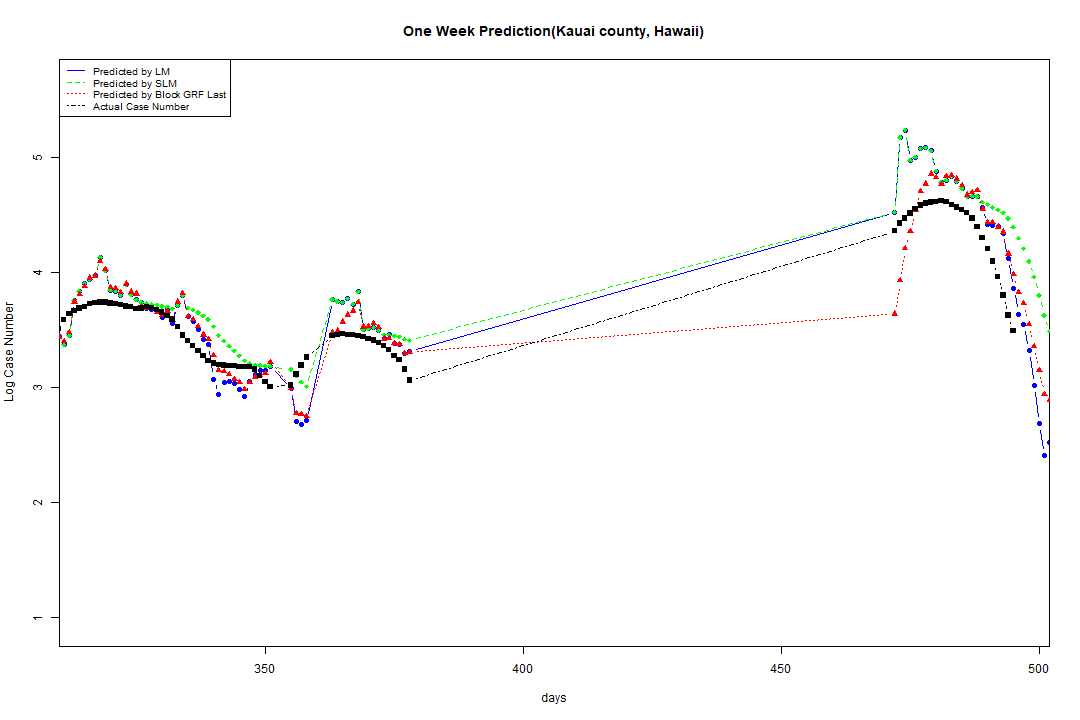 One Week Prediction(Kauai county, Hawaii)
Predicted by LM
Predicted by SLM
Predicted by Block GRF Last
Actual Case Number
Log Case Number
5
4
3
2
1
350
400
450
500
days